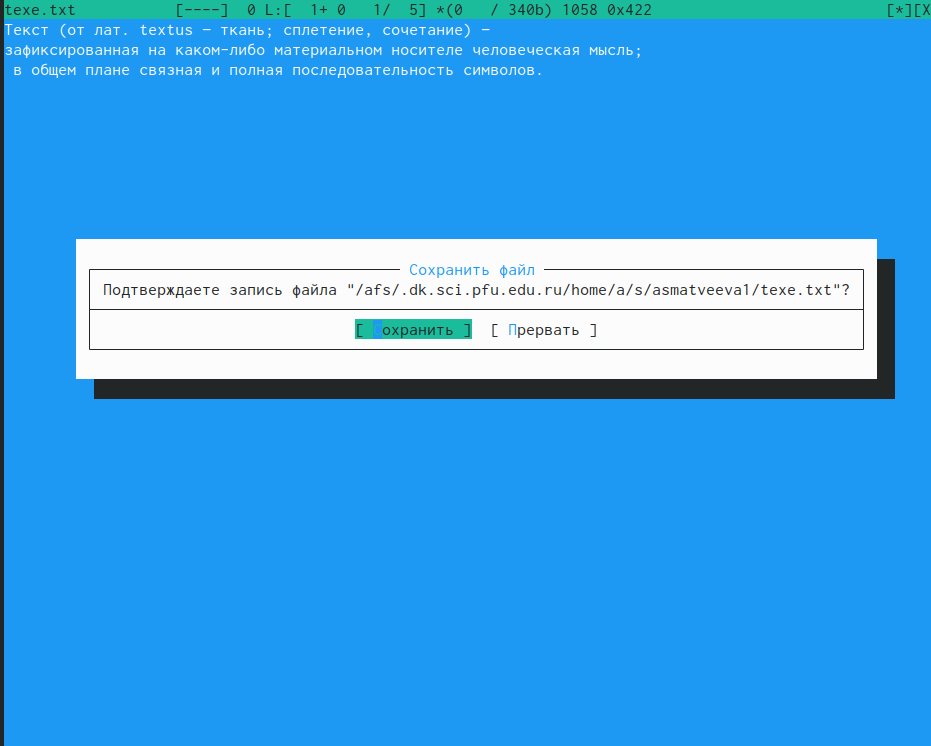 texe.txt [----] 0 L:[ 1+ 0 1/ 5] *(0 / 340b) 1058 0x422 [*][X
Текст (от лат. textus — ткань; сплетение, сочетание) —
зафиксированная на каком-либо материальном носителе человеческая мысль;
в общем плане связная и полная последовательность символов.
Сохранить файл
Подтверждаете запись файла "/afs/.dk.sci.pfu.edu.ru/home/a/s/asmatveeva1/texe.txt"?
[ Сохранить ] [ Прервать ]